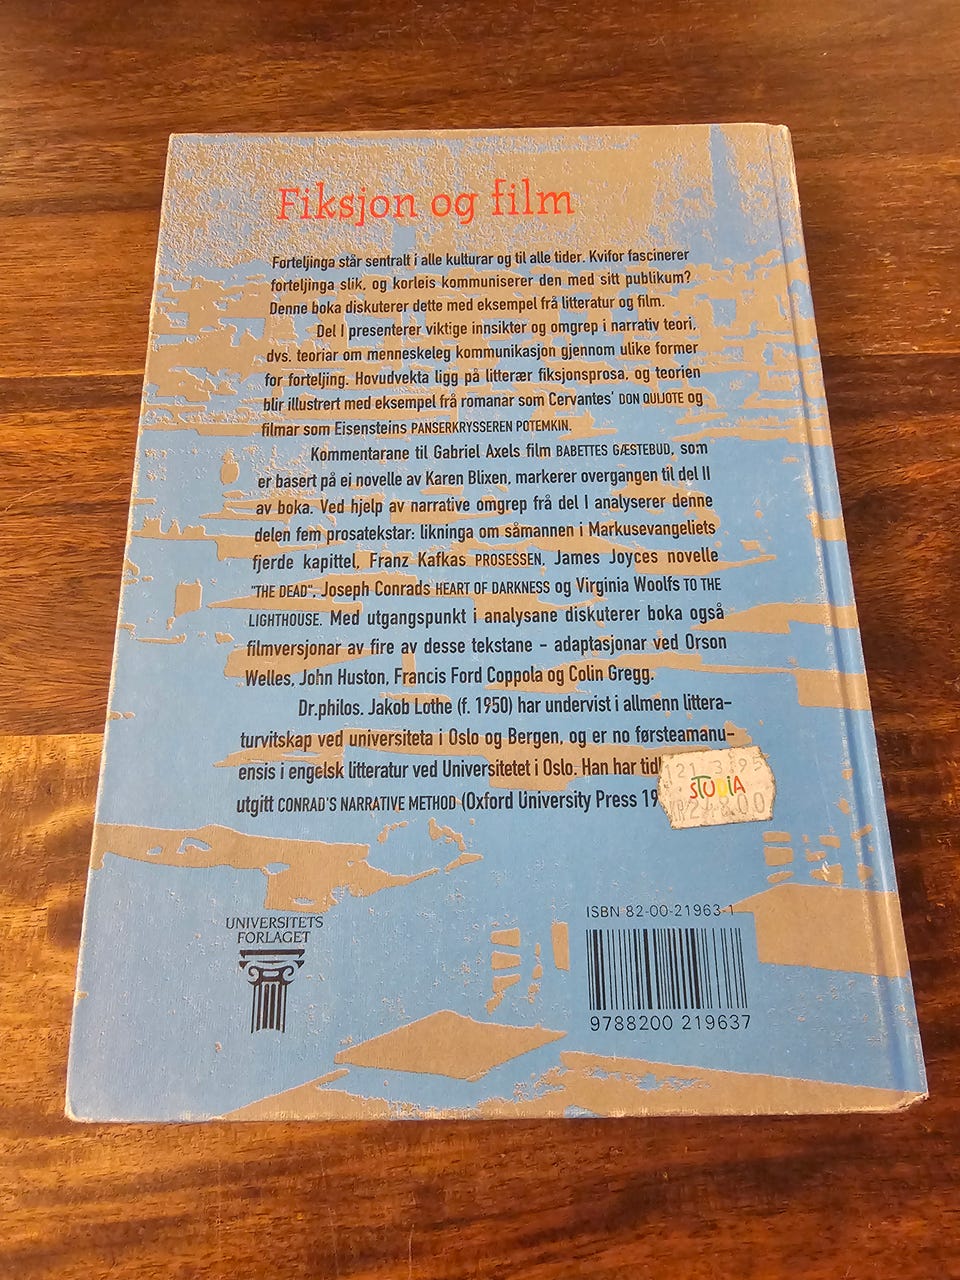 Fiksjon og film
Forteljinga står sentralt i alle kulturar og til alle tider. Kvifor fascinerer
forteljinga slik, og korleis kommuniserer den med sitt publikum?
Denne boka diskuterer dette med eksempel frå litteratur og film.
Del I presenterer viktige innsikter og omgrep i narrativ teori,
dvs. teoriar om menneskeleg kommunikasjon gjennom ulike former
for forteljing. Hovudvekta ligg på litterær fiksjonsprosa, og teorien
blir illustrert med eksempel frå romanar som Cervantes' DON QUIJOTE og
filmar som Eisensteins PANSERKRYSSEREN POTEMKIN.
Kommentarane til Gabriel Axels film BABETTES GÆSTEBUD, som
er basert på ei novelle av Karen Blixen, markerer overgangen til del II
av boka. Ved hjelp av narrative omgrep frå del I analyserer denne
delen fem prosatekstar: likninga om såmannen i Markusevangeliets
fjerde kapittel, Franz Kafkas PROSESSEN, James Joyces novelle
"THE DEAD", Joseph Conrads HEART OF DARKNESS og Virginia Woolfs TO THE
LIGHTHOUSE. Med utgangspunkt i analysane diskuterer boka også
filmversjonar av fire av desse tekstane – adaptasjonar ved Orson
Welles, John Huston, Francis Ford Coppola og Colin Gregg.
Dr.philos. Jakob Lothe (f. 1950) har undervist i allmenn littera-
turvitskap ved universiteta i Oslo og Bergen, og er no førsteamanu-
ensis i engelsk litteratur ved Universitetet i Oslo. Han har
utgitt CONRAD'S NARRATIVE METHOD (Oxford University Press
121 3.95
STUDIA
ISBN 82-00-21963-1
9788200 219637
UNIVERSITETS
FORLAGET